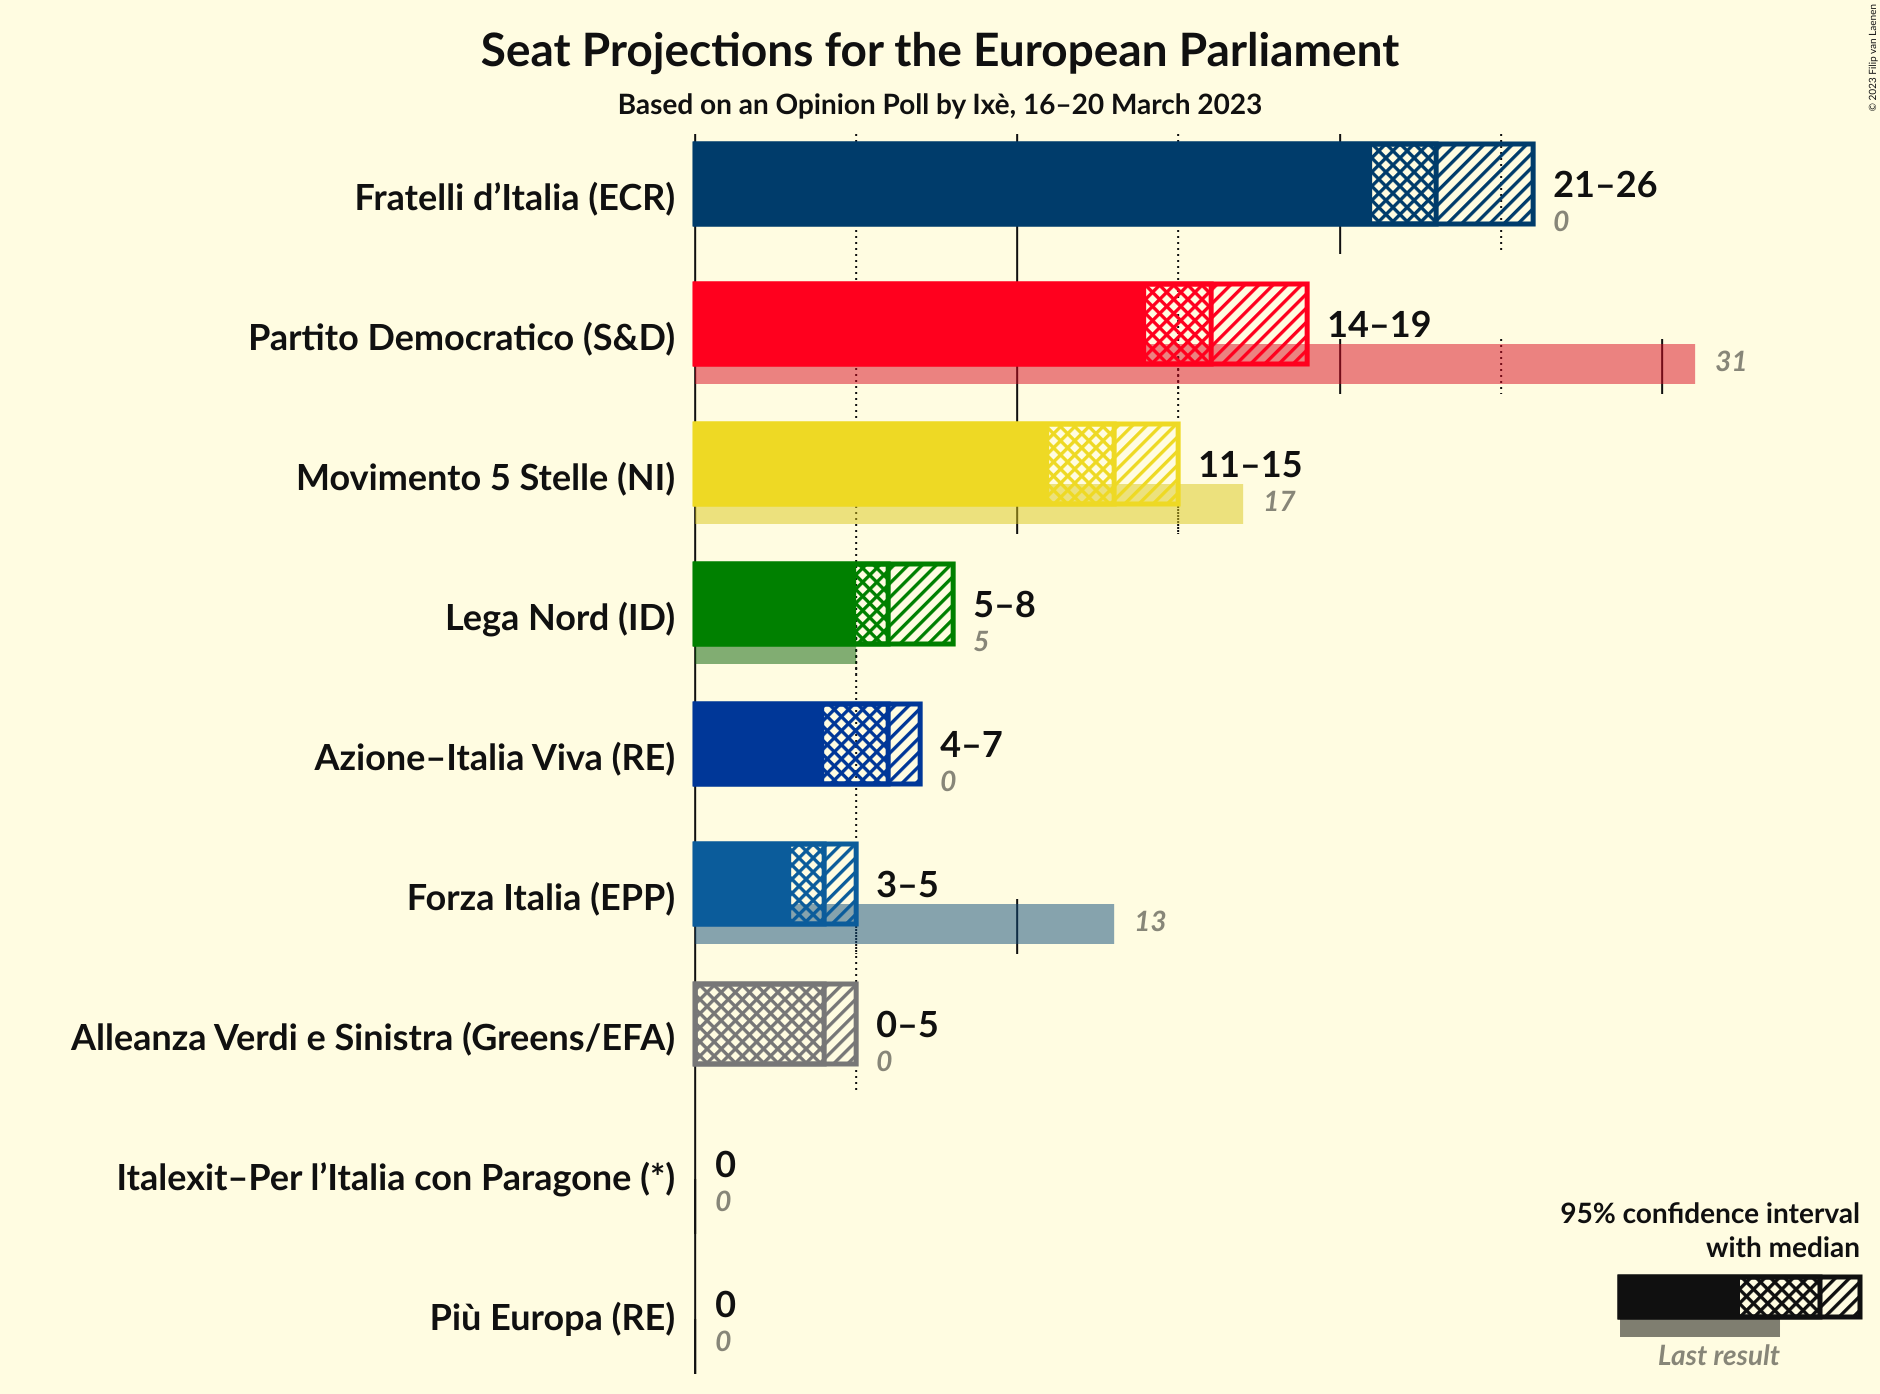 Seat Projections for the European Parliament
Based on an Opinion Poll by Ixè, 16–20 March 2023
© 2023 Filip van Laenen
Fratelli d’Italia (ECR)
21–26
0
Partito Democratico (S&D)
14–19
31
Movimento 5 Stelle (NI)
11–15
17
Lega Nord (ID)
5–8
5
Azione–Italia Viva (RE)
4–7
0
Forza Italia (EPP)
3–5
13
Alleanza Verdi e Sinistra (Greens/EFA)
0–5
0
Italexit–Per l’Italia con Paragone (*)
0
0
Più Europa (RE)
0
0
95% confidence interval
with median
Last result